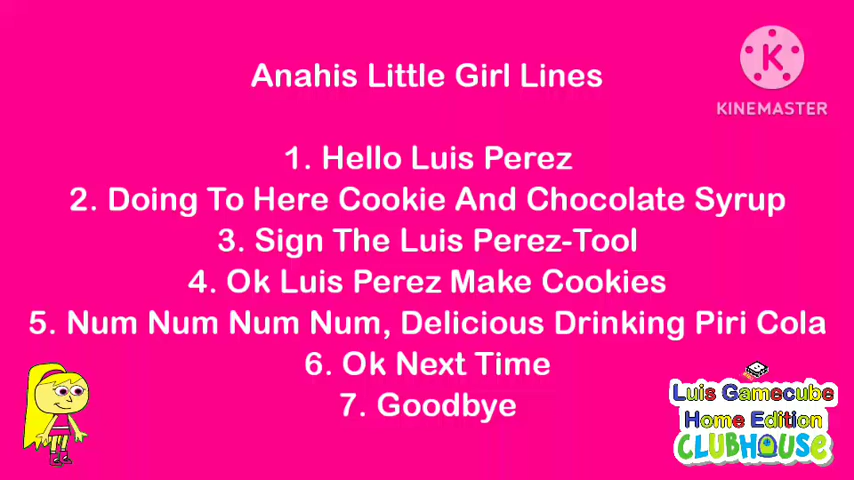 Anahis Little Girl Lines
KINEMASTER
1. Hello Luis Perez
2. Doing To Here Cookie And Chocolate Syrup
3. Sign The Luis Perez-Tool
4. Ok Luis Perez Make Cookies
5. Num Num Num Num, Delicious Drinking Piri Cola
6. Ok Next Time
7. Goodbye
Luis Gamecube
Home Edition
CLUBHOUSE